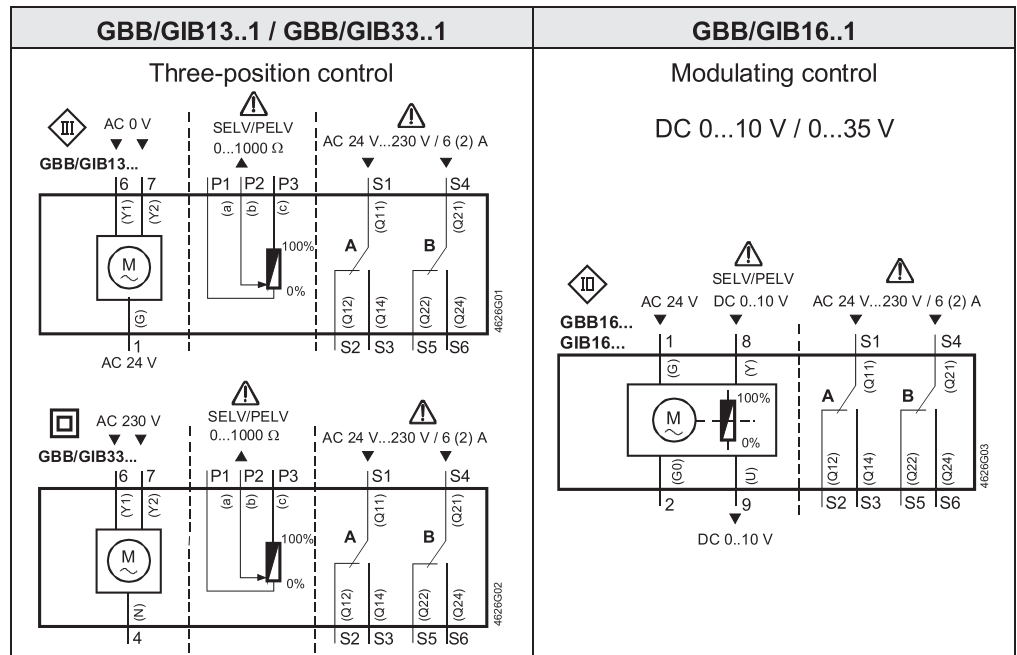 GBB/GIB13..1 / GBB/GIB33..1
Three-position control
III
AC 0 V
SELV/PELV
0...1000 Ω
AC 24 V...230 V / 6 (2) A
GBB/GIB13...
6 7 P1 P2 P3 S1 S4
(Y1) (Y2) (a) (b) (c) (Q11) (Q21)
A B
100%
M
0%
(G) (Q12) (Q14) (Q22) (Q24)
4626G01
1 S2 S3 S5 S6
AC 24 V
AC 230 V
SELV/PELV
0...1000 Ω
AC 24 V...230 V / 6 (2) A
GBB/GIB33...
6 7 P1 P2 P3 S1 S4
(Y1) (Y2) (a) (b) (c) (Q11) (Q21)
A B
100%
M
0%
(N) (Q12) (Q14) (Q22) (Q24)
4626G02
4 S2 S3 S5 S6
GBB/GIB16..1
Modulating control
DC 0...10 V / 0...35 V
III
SELV/PELV
AC 24 V DC 0..10 V AC 24 V...230 V / 6 (2) A
GBB16...
GIB16...
1 8 S1 S4
(G) (Y) (Q11) (Q21)
A B
100%
M
0%
(G0) (U) (Q12) (Q14) (Q22) (Q24)
4626G03
2 9 S2 S3 S5 S6
DC 0..10 V